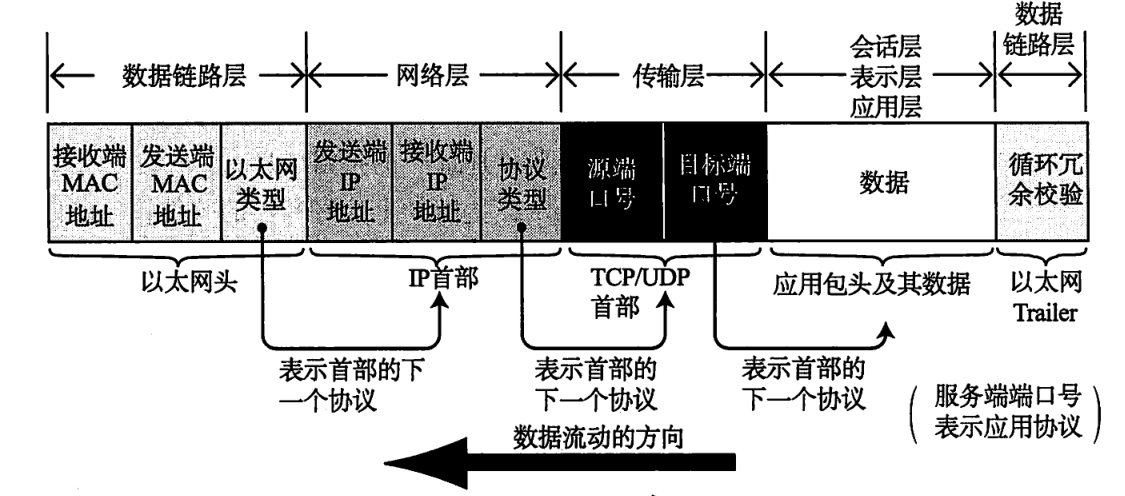 数据链路层
网络层
传输层
会话层
表示层
应用层
数据
链路层
接收端
MAC
地址
发送端
MAC
地址
以太网
类型
发送端
IP
地址
接收端
IP
地址
协议
类型
源端
口号
目标端
口号
数据
循环冗
余校验
以太网头
IP首部
TCP/UDP
首部
应用包头及其数据
以太网
Trailer
表示首部的下
一个协议
表示首部的
下一个协议
表示首部的
下一个协议
(服务端端口号
表示应用协议)
数据流动的方向